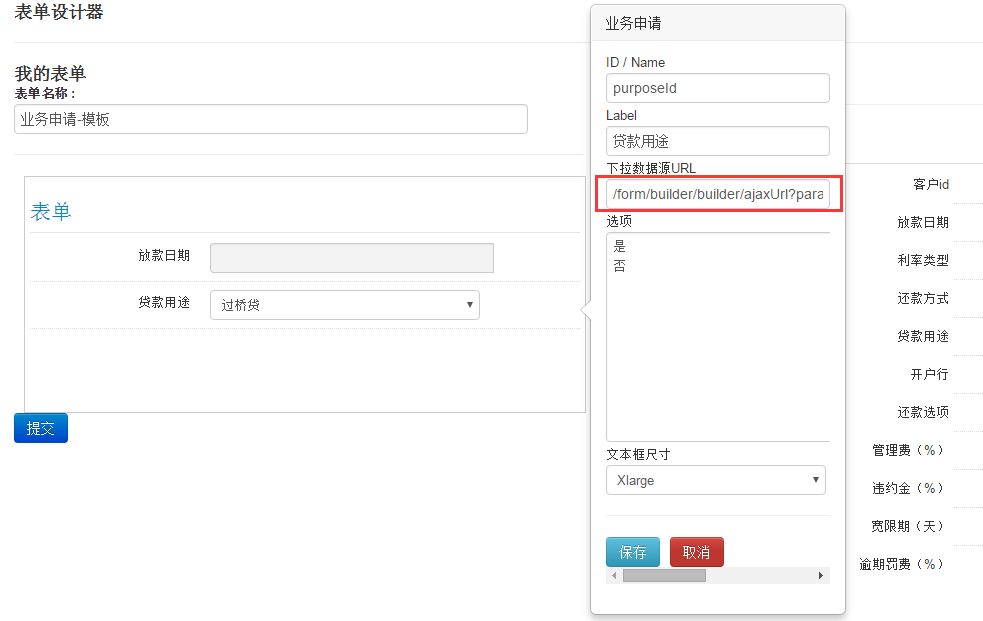 表单设计器
我的表单
表单名称：
业务申请-模板
表单
放款日期
贷款用途
过桥贷
提交
业务申请
ID / Name
purposeId
Label
贷款用途
下拉数据源URL
/form/builder/builder/ajaxUrl?para
选项
是
否
文本框尺寸
Xlarge
保存
取消
客户id
放款日期
利率类型
还款方式
贷款用途
开户行
还款选项
管理费（%）
违约金（%）
宽限期（天）
逾期罚费（%）